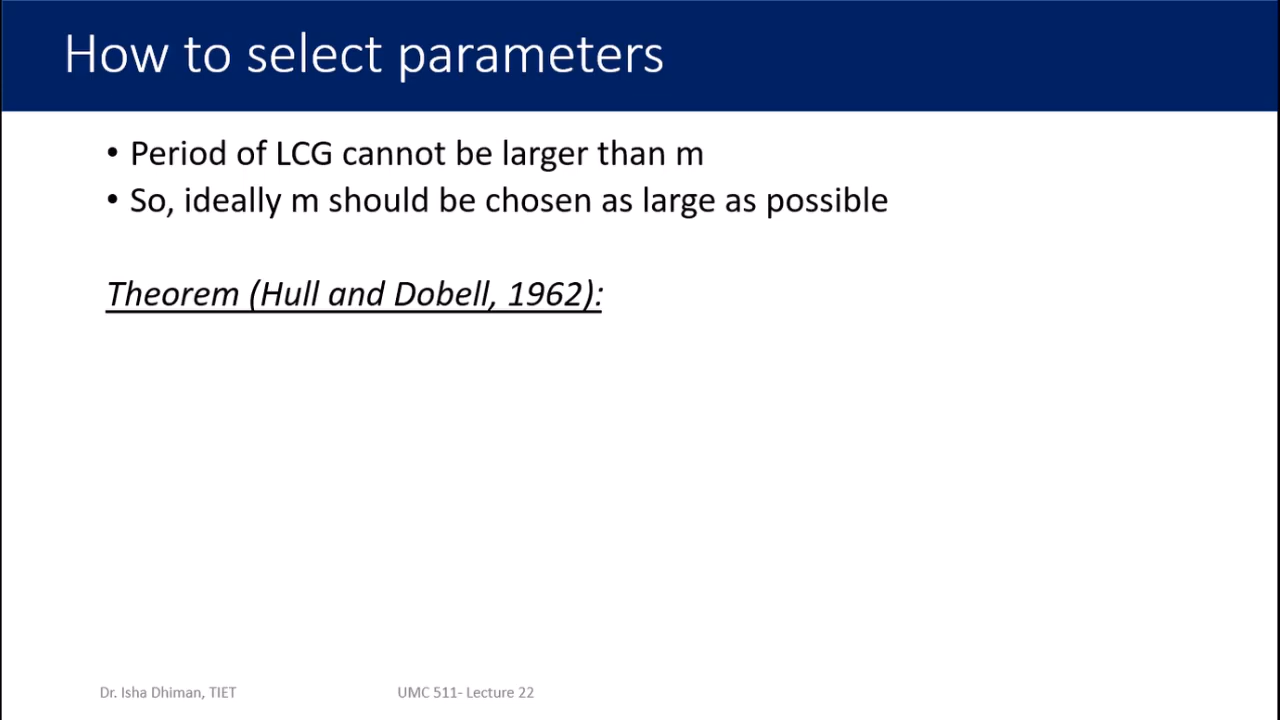 How to select parameters
• Period of LCG cannot be larger than m
• So, ideally m should be chosen as large as possible
Theorem (Hull and Dobell, 1962):
Dr. Isha Dhiman, TIET
UMC 511- Lecture 22